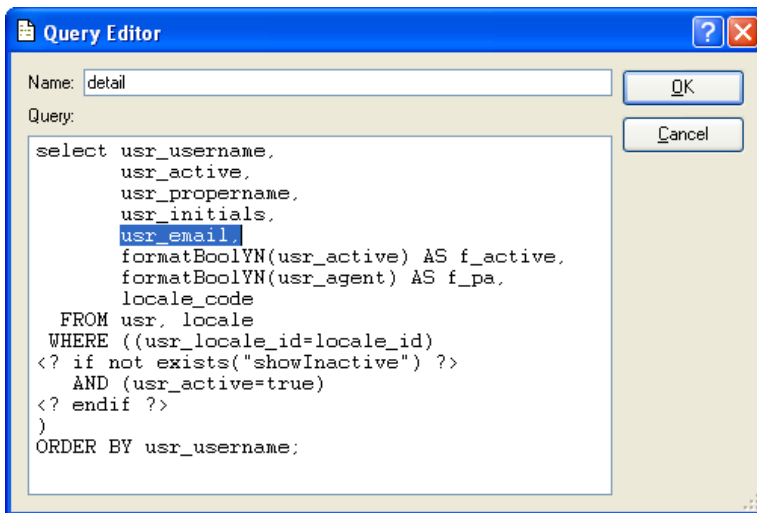 Query Editor
Name: detail
OK
Query:
Cancel
select usr_username,
       usr_active,
       usr_propername,
       usr_initials,
       usr_email,
       formatBoolYN(usr_active) AS f_active,
       formatBoolYN(usr_agent) AS f_pa,
       locale_code
  FROM usr, locale
 WHERE ((usr_locale_id=locale_id)
<? if not exists("showInactive") ?>
   AND (usr_active=true)
<? endif ?>
)
ORDER BY usr_username;